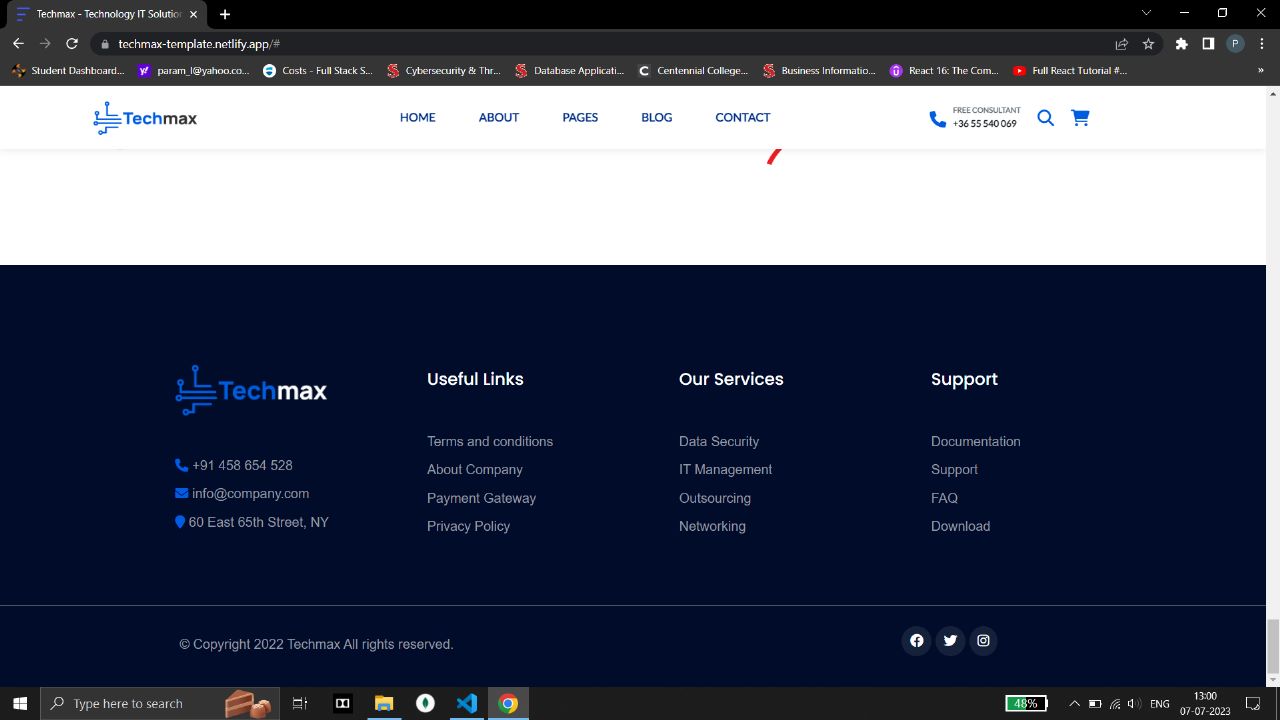 Techmax - Technology IT Solution
techmax-template.netlify.app/#
P
Student Dashboard...
param_l@yahoo.co...
Costs - Full Stack S...
Cybersecurity & Thr...
Database Applicati...
Centennial College...
Business Informatio...
React 16: The Com...
Full React Tutorial #...
»
Techmax
HOME
ABOUT
PAGES
BLOG
CONTACT
FREE CONSULTANT
+36 55 540 069
Techmax
+91 458 654 528
info@company.com
60 East 65th Street, NY
Useful Links
Terms and conditions
About Company
Payment Gateway
Privacy Policy
Our Services
Data Security
IT Management
Outsourcing
Networking
Support
Documentation
Support
FAQ
Download
© Copyright 2022 Techmax All rights reserved.
Type here to search
48%
ENG
13:00
07-07-2023